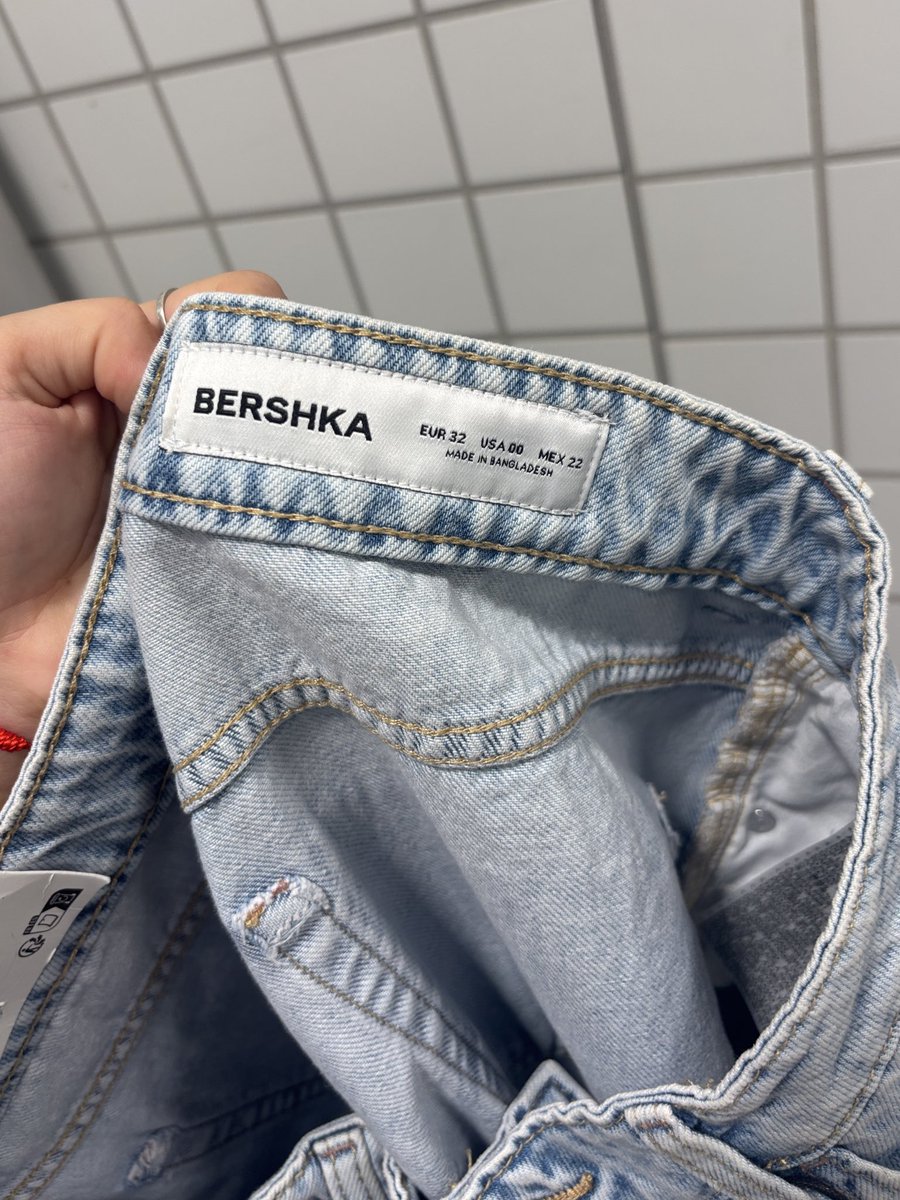 BERSHKA
EUR 32 USA 00 MEX 22
MADE IN BANGLADESH